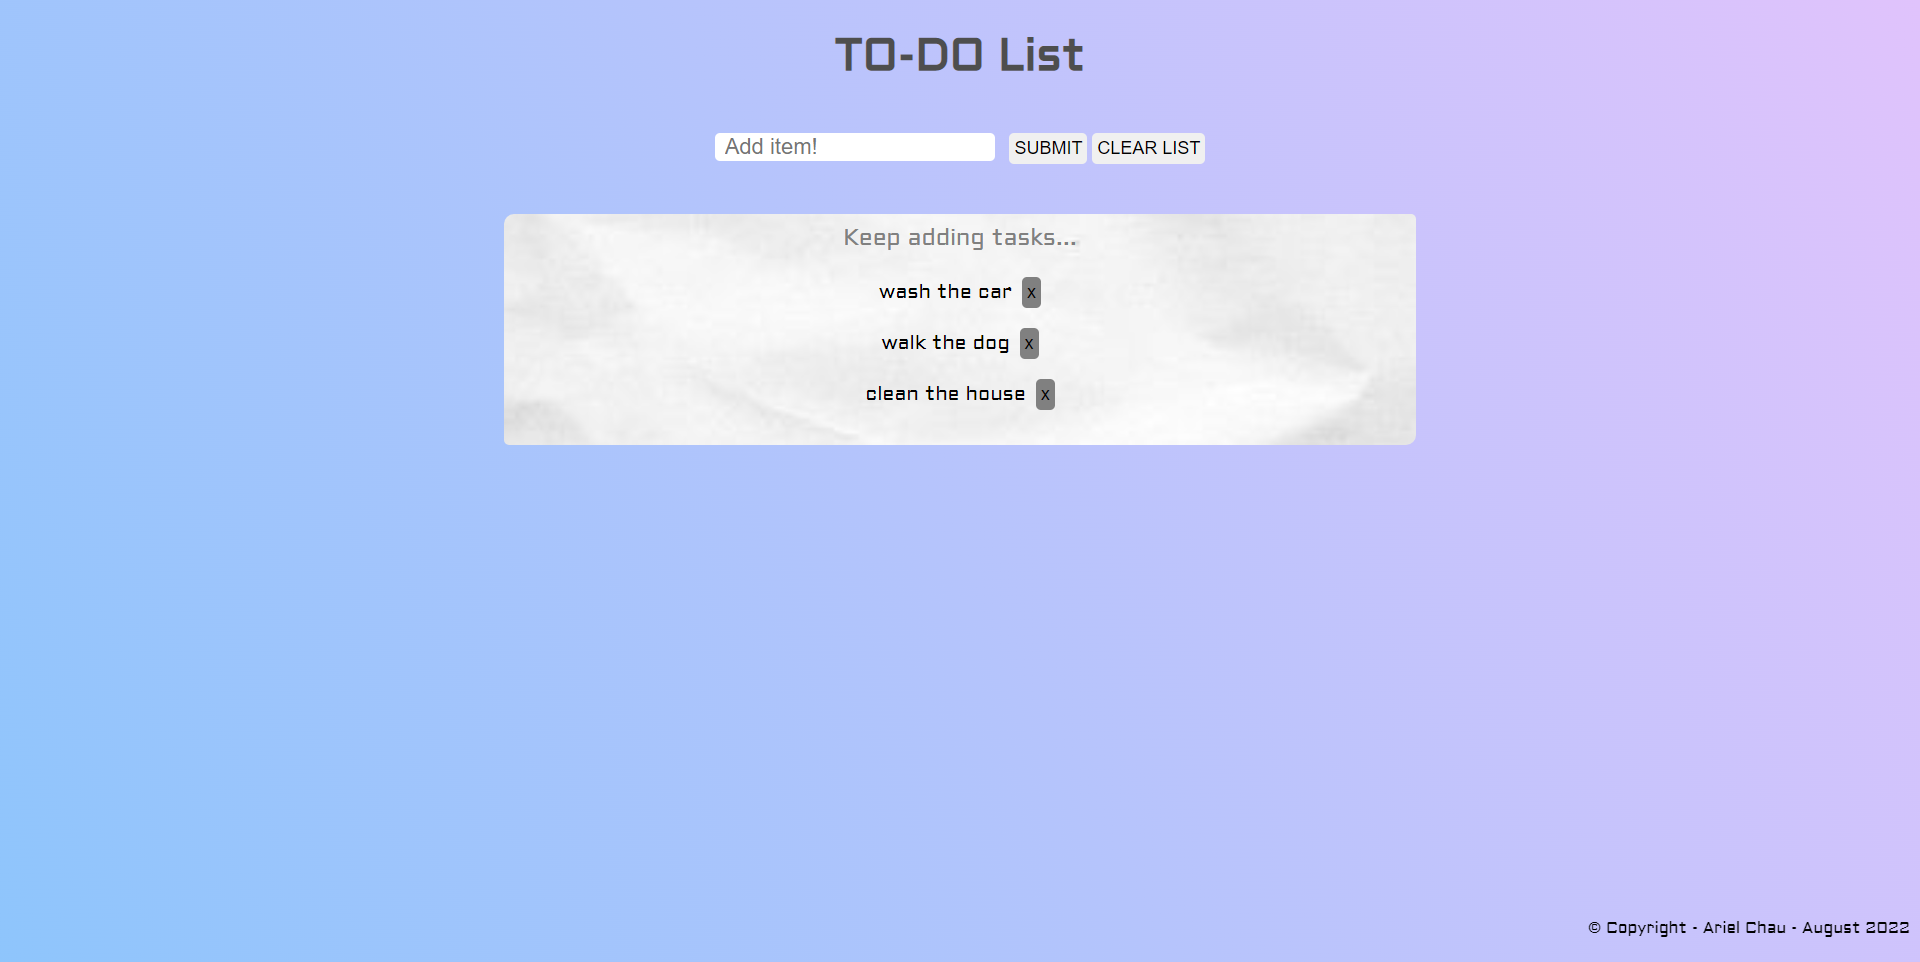 TO-DO List
Add item! SUBMIT CLEAR LIST
Keep adding tasks...
wash the car x
walk the dog x
clean the house x
© Copyright - Ariel Chau - August 2022